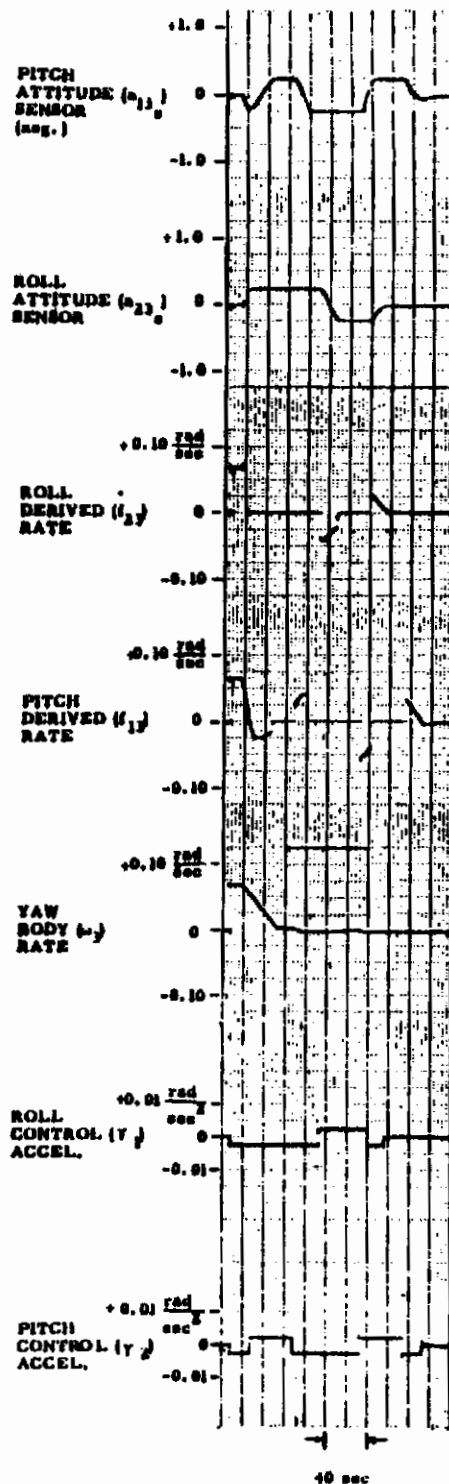 +1.0
PITCH
ATTITUDE (a₁₃ₛ)
SENSOR
(neg.)
0
-1.0
+1.0
ROLL
ATTITUDE (a₂₃ₛ)
SENSOR
0
-1.0
+0.10 rad
sec
ROLL
DERIVED
RATE
0
-0.10
+0.10 rad
sec
PITCH
DERIVED
RATE
0
-0.10
+0.10 rad
sec
YAW
BODY
RATE
0
-0.10
+0.01 rad
sec²
ROLL
CONTROL
ACCEL.
0
-0.01
+0.01 rad
sec²
PITCH
CONTROL
ACCEL.
0
-0.01
40 sec